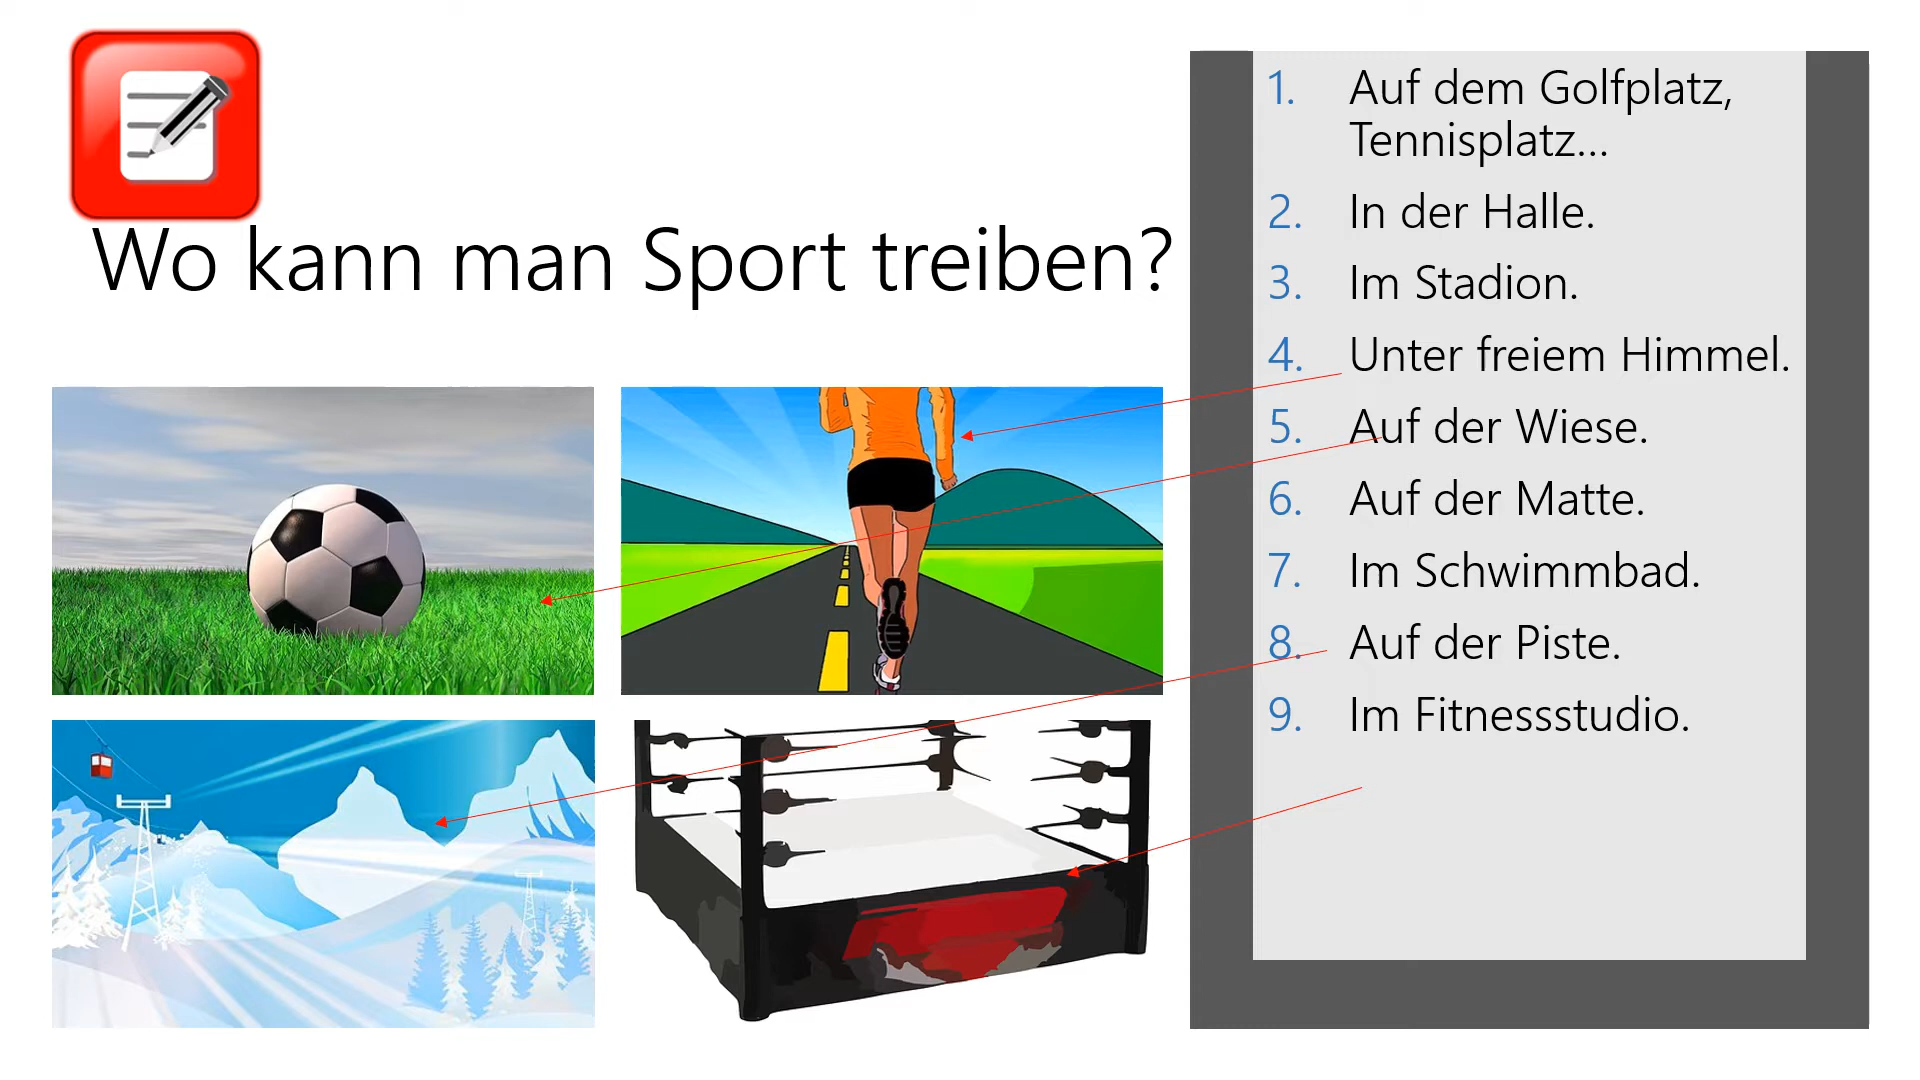 Wo kann man Sport treiben?
1. Auf dem Golfplatz,
Tennisplatz...
2. In der Halle.
3. Im Stadion.
4. Unter freiem Himmel.
5. Auf der Wiese.
6. Auf der Matte.
7. Im Schwimmbad.
8. Auf der Piste.
9. Im Fitnessstudio.